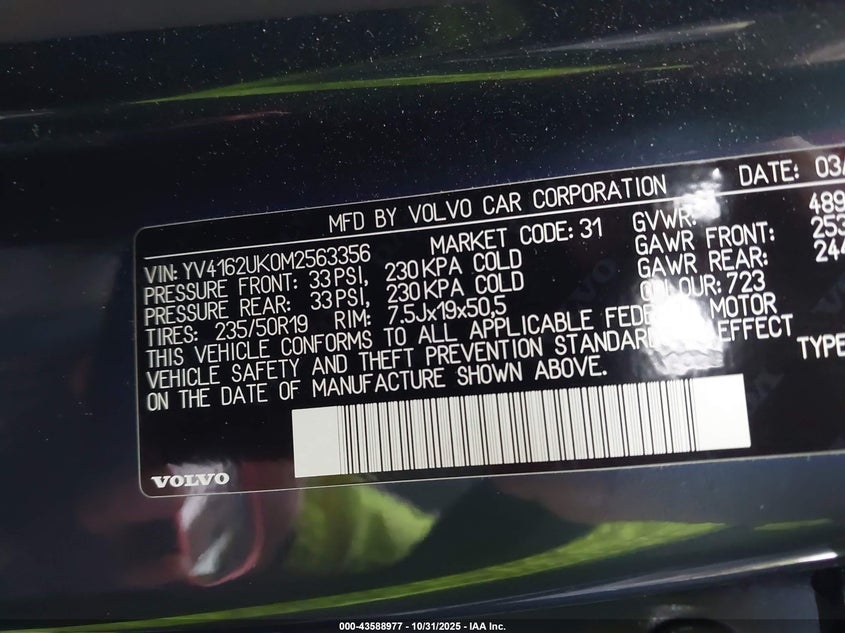 MFD BY VOLVO CAR CORPORATION DATE: 03/
VIN: YV4162UK0M2563356 MARKET CODE: 31 GVWR: 489
PRESSURE FRONT: 33 PSI, 230 KPA COLD GAWR FRONT: 253
PRESSURE REAR: 33 PSI, 230 KPA COLD GAWR REAR: 244
TIRES: 235/50R19 RIM: 7.5Jx19x50,5 COLOUR: 723
THIS VEHICLE CONFORMS TO ALL APPLICABLE FEDERAL MOTOR
VEHICLE SAFETY AND THEFT PREVENTION STANDARDS EFFECT
ON THE DATE OF MANUFACTURE SHOWN ABOVE. TYPE
VOLVO
000-43588977 - 10/31/2025 - IAA Inc.